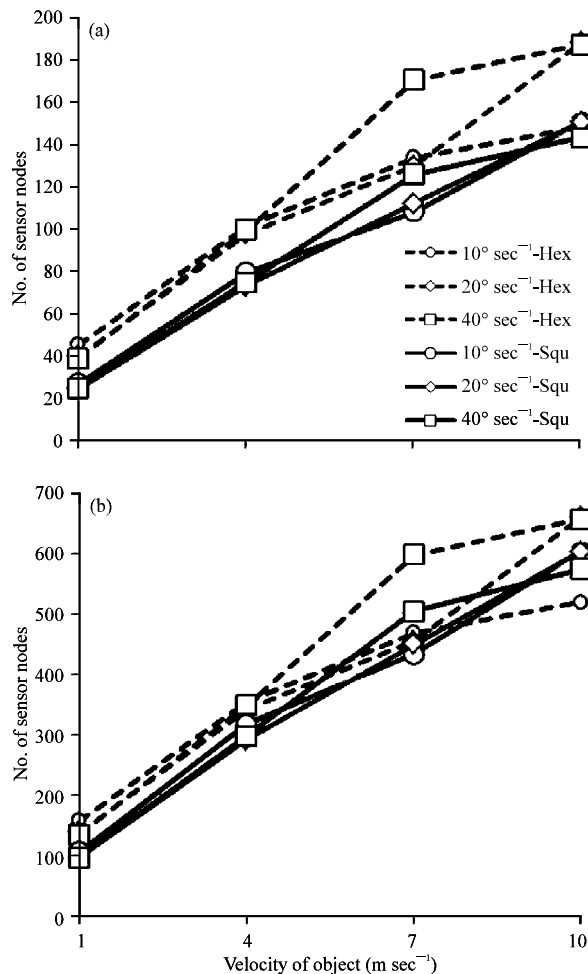 (a)
200
180
160
140
120
100
80
60
40
20
0
No. of sensor nodes
10° sec⁻¹-Hex
20° sec⁻¹-Hex
40° sec⁻¹-Hex
10° sec⁻¹-Squ
20° sec⁻¹-Squ
40° sec⁻¹-Squ
(b)
700
600
500
400
300
200
100
0
No. of sensor nodes
1 4 7 10
Velocity of object (m sec⁻¹)